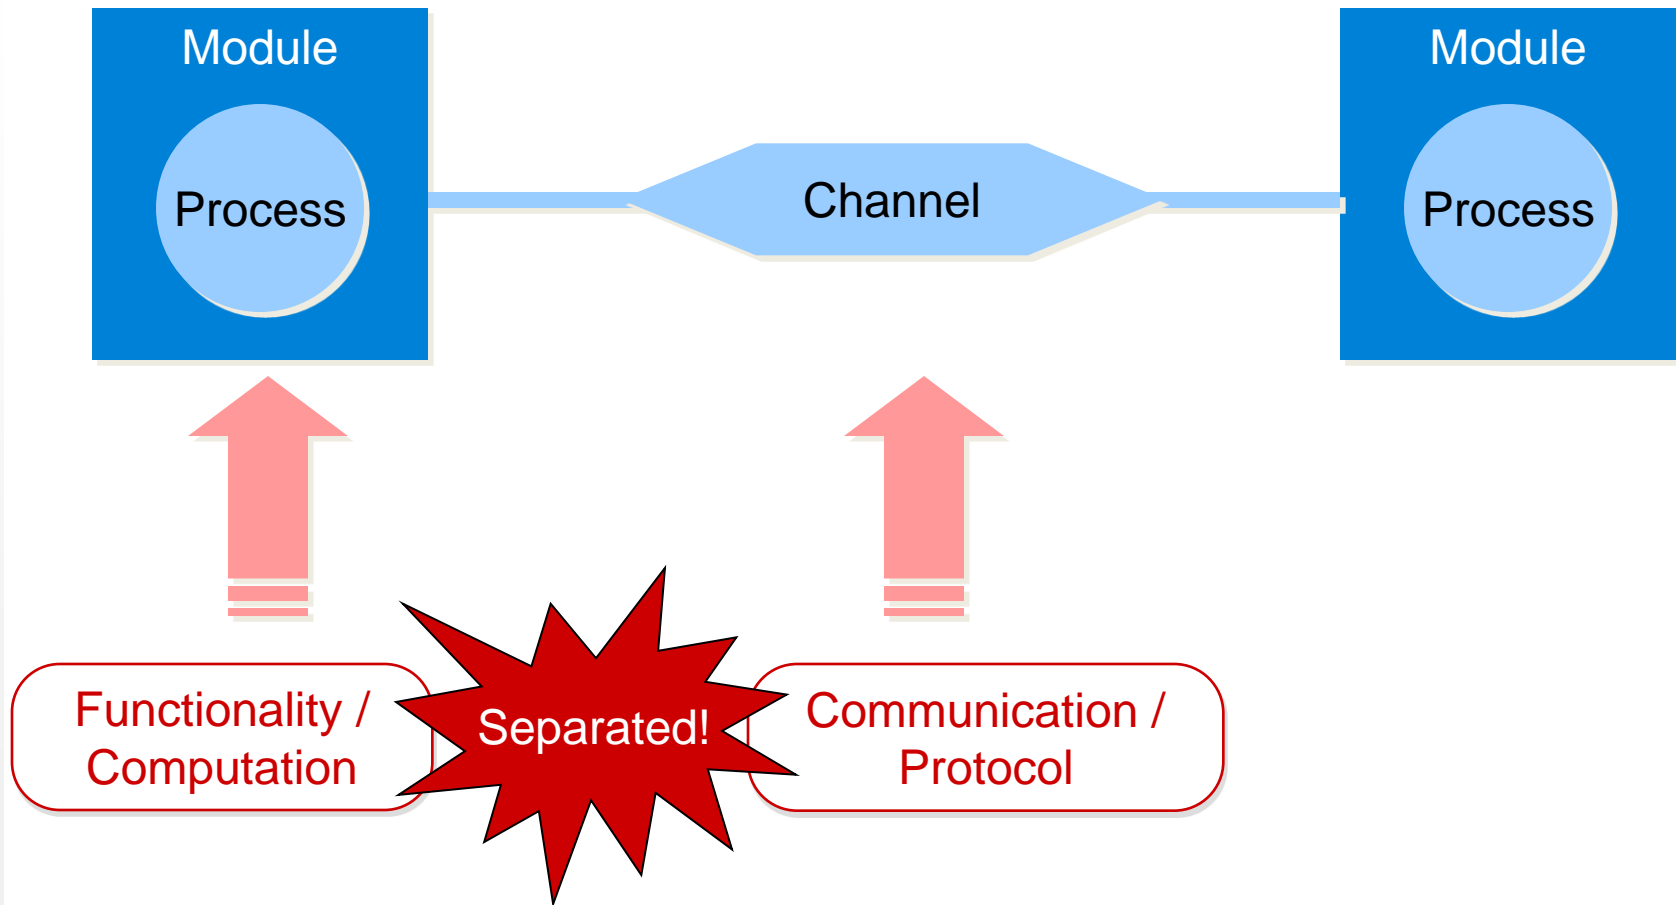 Module
Module
Process
Channel
Process
Functionality /
Computation
Separated!
Communication /
Protocol